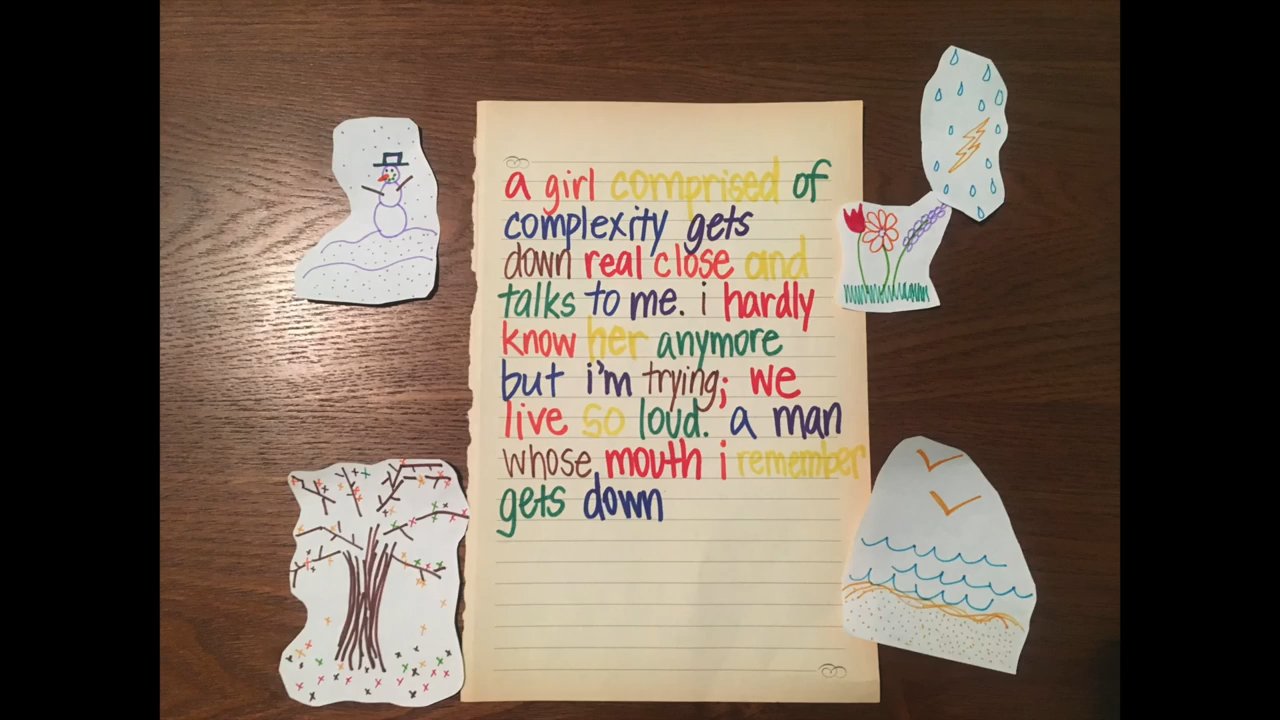 a girl comprised of
complexity gets
down real close and
talks to me. i hardly
know her anymore
but i'm trying; we
live so loud. a man
whose mouth i remember
gets down